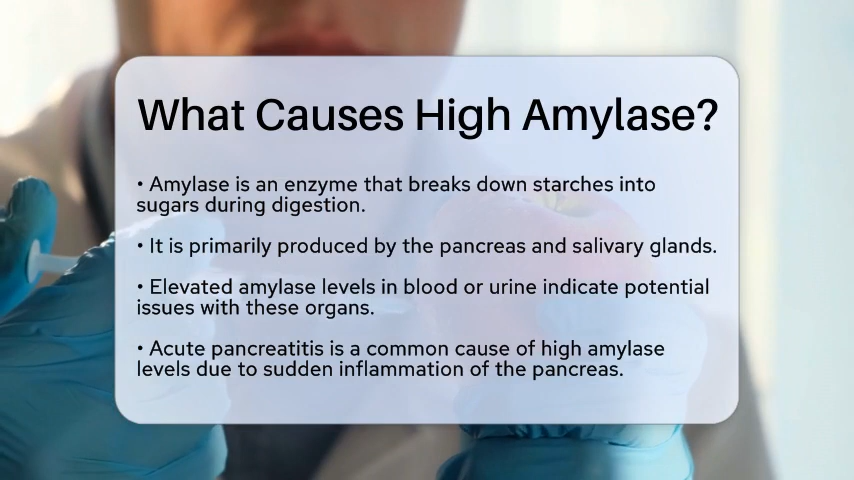 What Causes High Amylase?
• Amylase is an enzyme that breaks down starches into
sugars during digestion.
• It is primarily produced by the pancreas and salivary glands.
• Elevated amylase levels in blood or urine indicate potential
issues with these organs.
• Acute pancreatitis is a common cause of high amylase
levels due to sudden inflammation of the pancreas.